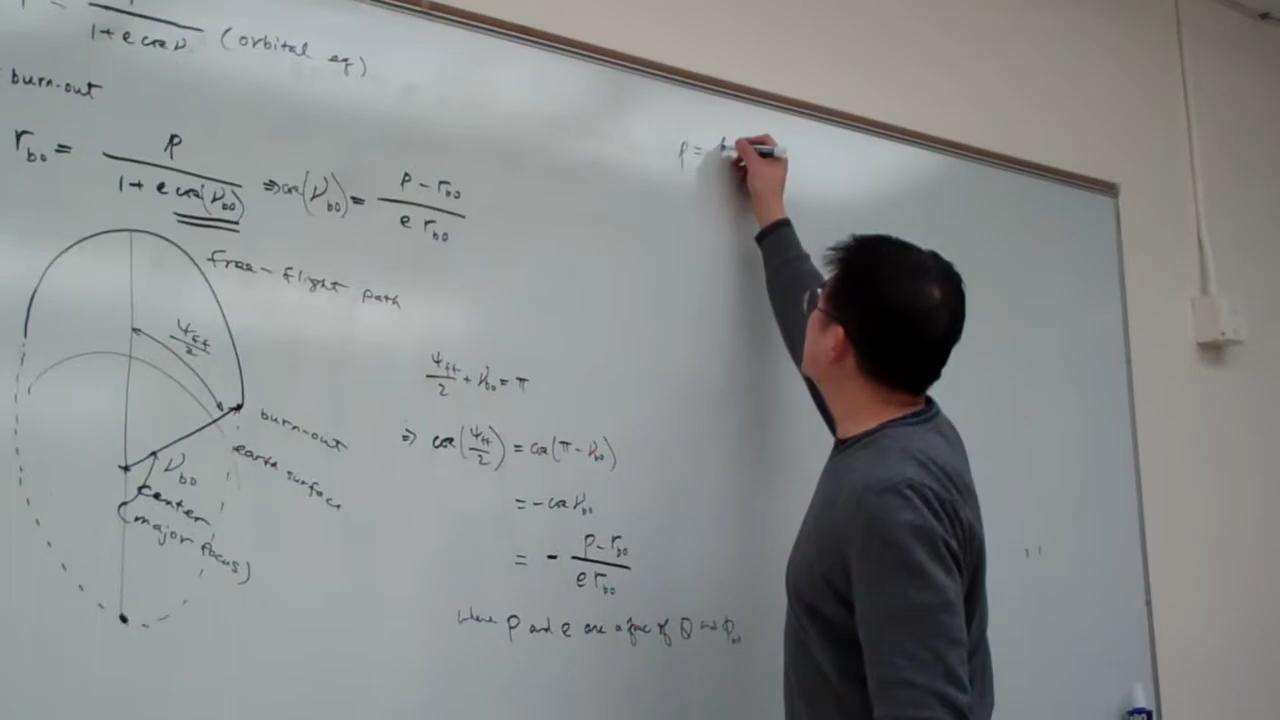 1 + e cos ν (orbital eq)
burn-out
r_bo = p / (1 + e cos(ν_bo)) ⇒ cos(ν_bo) = (p - r_bo) / (e r_bo)
free-flight path
Ψ_ff / 2
burn-out
earth surface
ν_bo
center
(major focus)
Ψ_ff / 2 + ν_bo = π
⇒ cos(Ψ_ff / 2) = cos(π - ν_bo)
= - cos ν_bo
= - (p - r_bo) / (e r_bo)
where p and e are a func of Q and φ_bo
p =